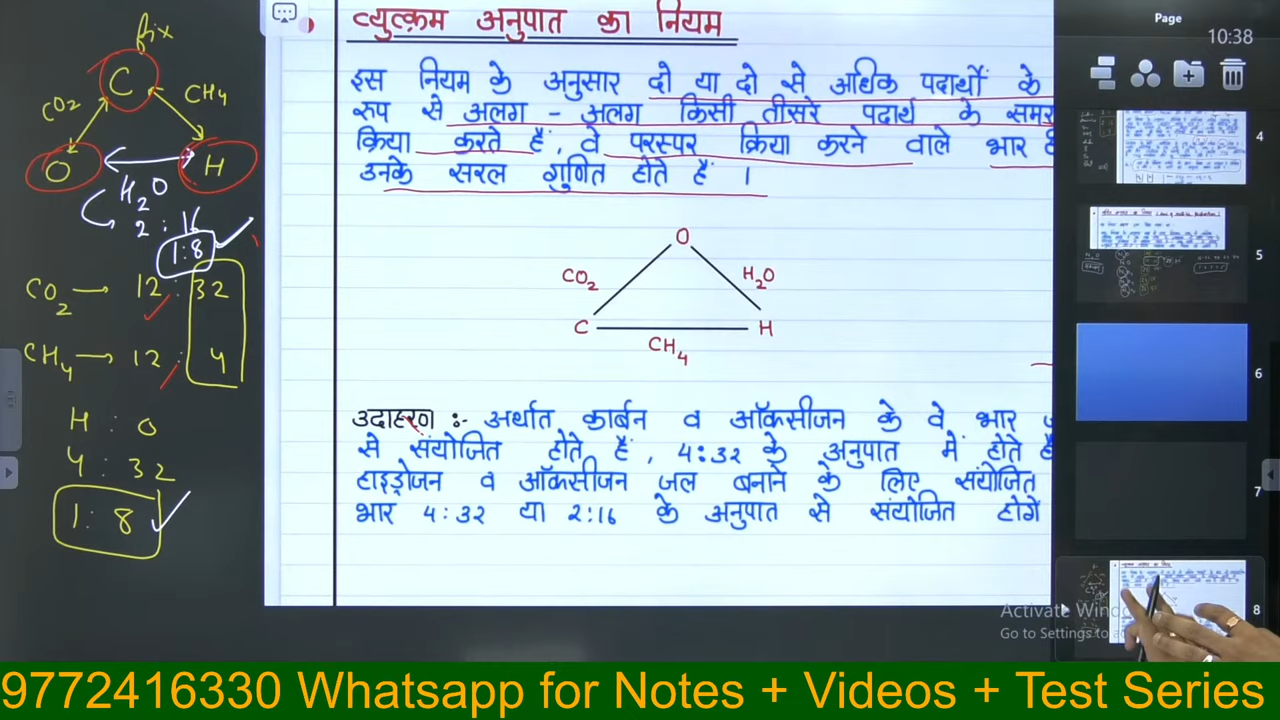 fix
C
CO₂
CH₄
O
H
H₂O
2 : 16
1:8
CO₂ → 12 : 32
CH₄ → 12 : 4
H : O
4 : 32
1 : 8
व्युत्क्रम अनुपात का नियम
इस नियम के अनुसार दो या दो से अधिक पदार्थों के
रुप से अलग - अलग किसी तीसरे पदार्थ के समर
क्रिया करते हैं, वे परस्पर क्रिया करने वाले भार ही
उनके सरल गुणित होते हैं ।
O
CO₂
H₂O
C
H
CH₄
उदाहरण :- अर्थात कार्बन व ऑक्सीजन के वे भार
से संयोजित होते हैं, 4:32 के अनुपात में होते है
हाइड्रोजन व ऑक्सीजन जल बनाने के लिए संयोजित
भार 4:32 या 2:16 के अनुपात से संयोजित होगें
Page
10:38
4
5
6
7
8
Activate Wind
Go to Settings to a
9772416330 Whatsapp for Notes + Videos + Test Series